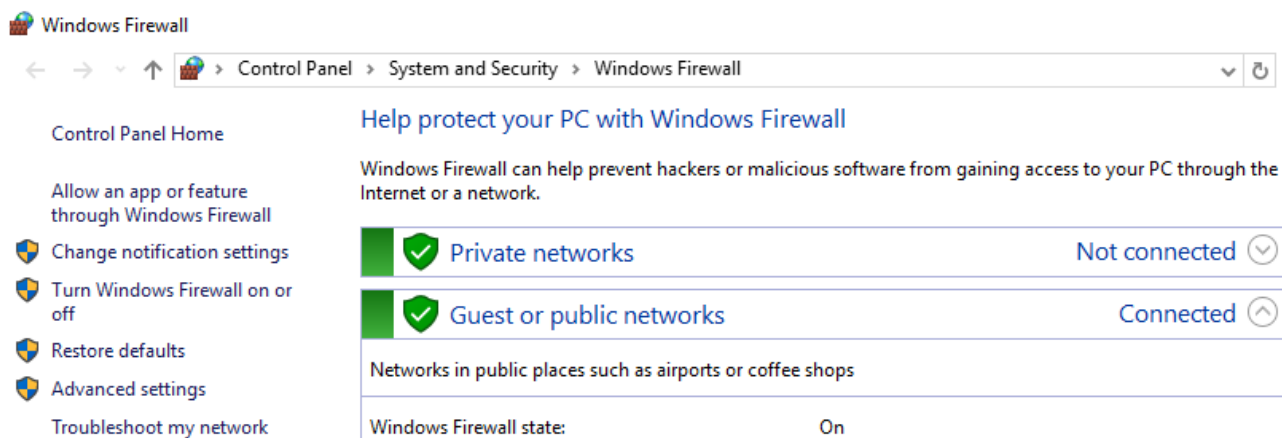 Windows Firewall
Control Panel > System and Security > Windows Firewall
Control Panel Home
Allow an app or feature
through Windows Firewall
Change notification settings
Turn Windows Firewall on or
off
Restore defaults
Advanced settings
Troubleshoot my network
Help protect your PC with Windows Firewall
Windows Firewall can help prevent hackers or malicious software from gaining access to your PC through the
Internet or a network.
Private networks Not connected
Guest or public networks Connected
Networks in public places such as airports or coffee shops
Windows Firewall state: On